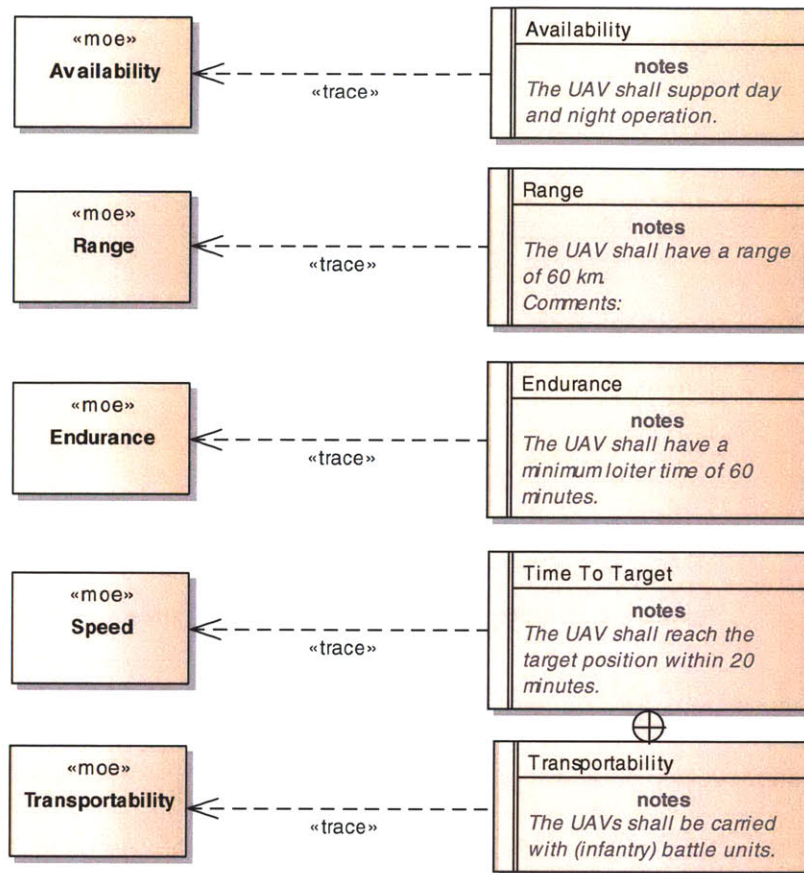 «moe»
Availability
«trace»
Availability
notes
The UAV shall support day
and night operation.
«moe»
Range
«trace»
Range
notes
The UAV shall have a range
of 60 km.
Comments:
«moe»
Endurance
«trace»
Endurance
notes
The UAV shall have a
minimum loiter time of 60
minutes.
«moe»
Speed
«trace»
Time To Target
notes
The UAV shall reach the
target position within 20
minutes.
«moe»
Transportability
«trace»
Transportability
notes
The UAVs shall be carried
with (infantry) battle units.